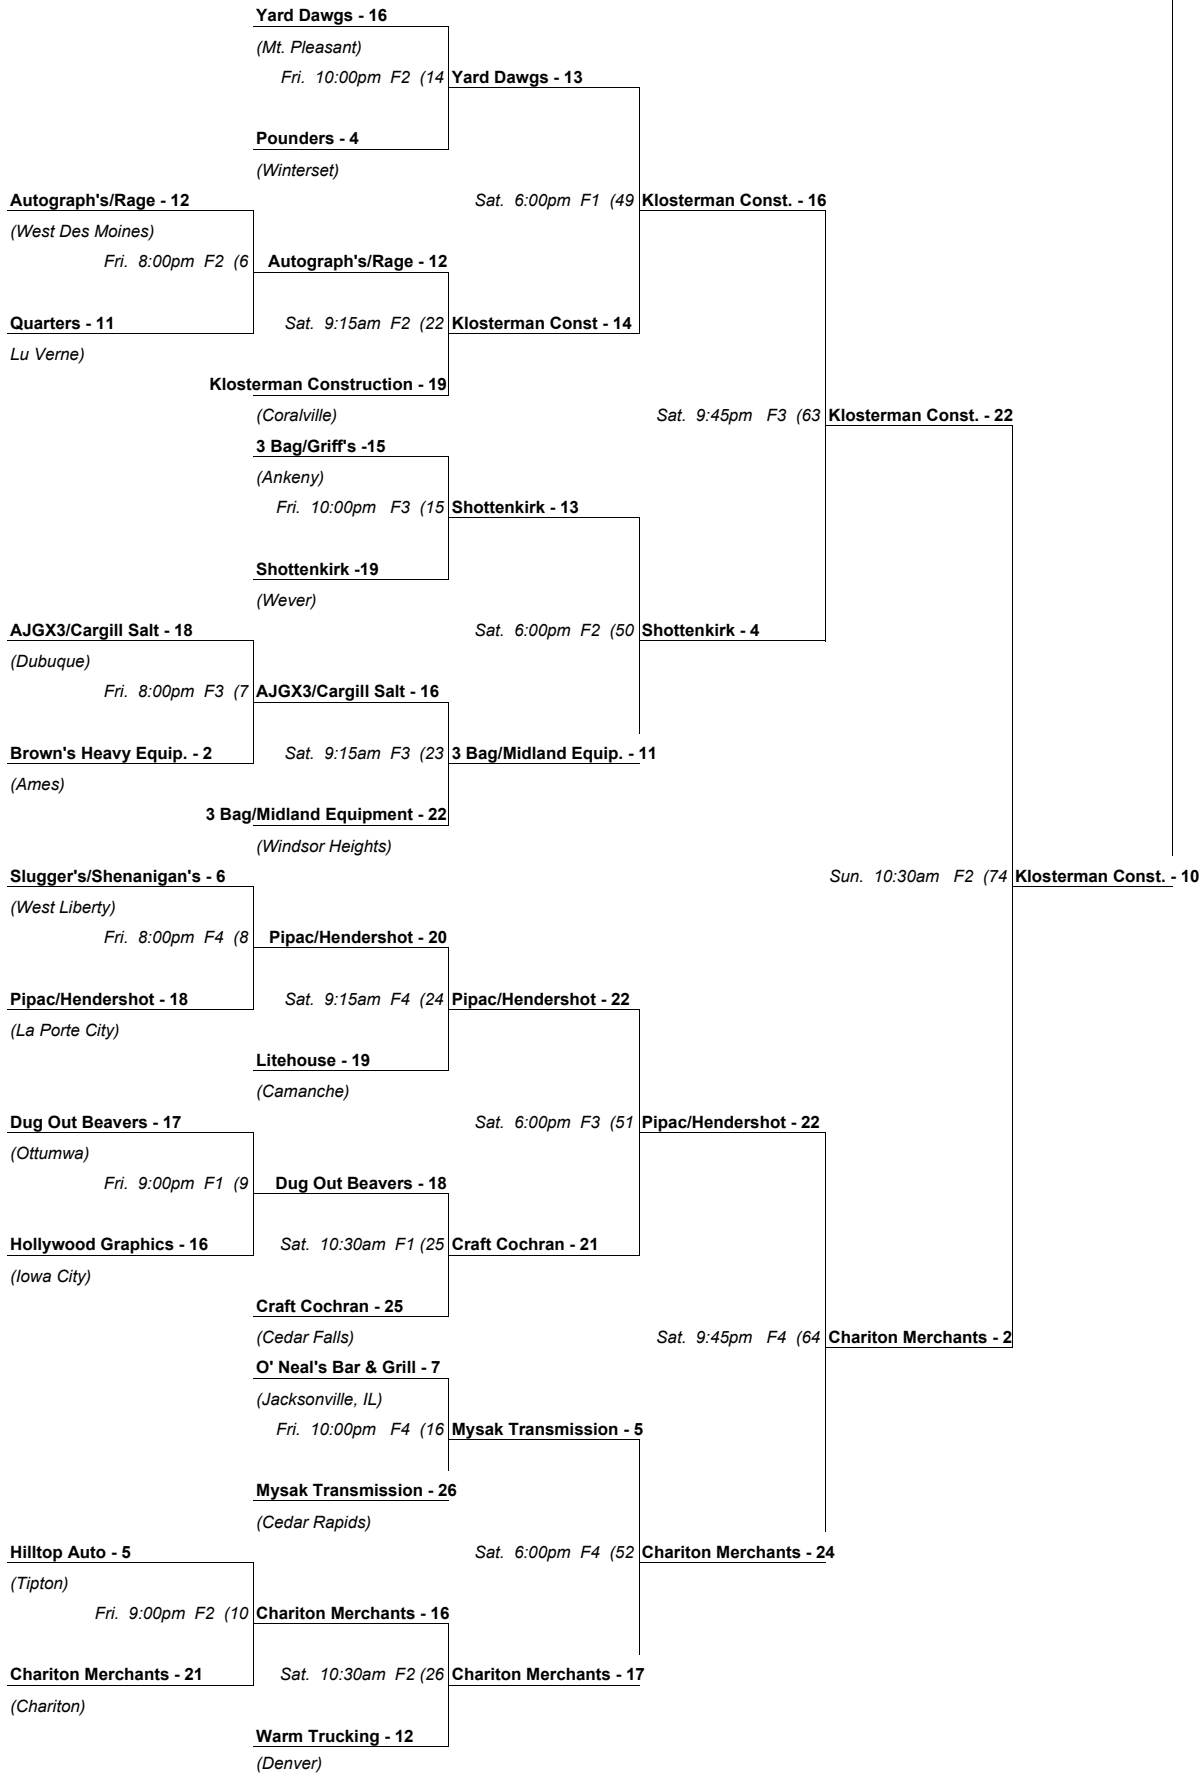 Yard Dawgs - 16
(Mt. Pleasant)
Fri. 10:00pm F2 (14 Yard Dawgs - 13
Pounders - 4
(Winterset)
Autograph's/Rage - 12 Sat. 6:00pm F1 (49 Klosterman Const. - 16
(West Des Moines)
Fri. 8:00pm F2 (6 Autograph's/Rage - 12
Quarters - 11 Sat. 9:15am F2 (22 Klosterman Const - 14
Lu Verne)
Klosterman Construction - 19
(Coralville) Sat. 9:45pm F3 (63 Klosterman Const. - 22
3 Bag/Griff's -15
(Ankeny)
Fri. 10:00pm F3 (15 Shottenkirk - 13
Shottenkirk -19
(Wever)
AJGX3/Cargill Salt - 18 Sat. 6:00pm F2 (50 Shottenkirk - 4
(Dubuque)
Fri. 8:00pm F3 (7 AJGX3/Cargill Salt - 16
Brown's Heavy Equip. - 2 Sat. 9:15am F3 (23 3 Bag/Midland Equip. - 11
(Ames)
3 Bag/Midland Equipment - 22
(Windsor Heights)
Slugger's/Shenanigan's - 6 Sun. 10:30am F2 (74 Klosterman Const. - 10
(West Liberty)
Fri. 8:00pm F4 (8 Pipac/Hendershot - 20
Pipac/Hendershot - 18 Sat. 9:15am F4 (24 Pipac/Hendershot - 22
(La Porte City)
Litehouse - 19
(Camanche)
Dug Out Beavers - 17 Sat. 6:00pm F3 (51 Pipac/Hendershot - 22
(Ottumwa)
Fri. 9:00pm F1 (9 Dug Out Beavers - 18
Hollywood Graphics - 16 Sat. 10:30am F1 (25 Craft Cochran - 21
(Iowa City)
Craft Cochran - 25
(Cedar Falls) Sat. 9:45pm F4 (64 Chariton Merchants - 2
O' Neal's Bar & Grill - 7
(Jacksonville, IL)
Fri. 10:00pm F4 (16 Mysak Transmission - 5
Mysak Transmission - 26
(Cedar Rapids)
Hilltop Auto - 5 Sat. 6:00pm F4 (52 Chariton Merchants - 24
(Tipton)
Fri. 9:00pm F2 (10 Chariton Merchants - 16
Chariton Merchants - 21 Sat. 10:30am F2 (26 Chariton Merchants - 17
(Chariton)
Warm Trucking - 12
(Denver)